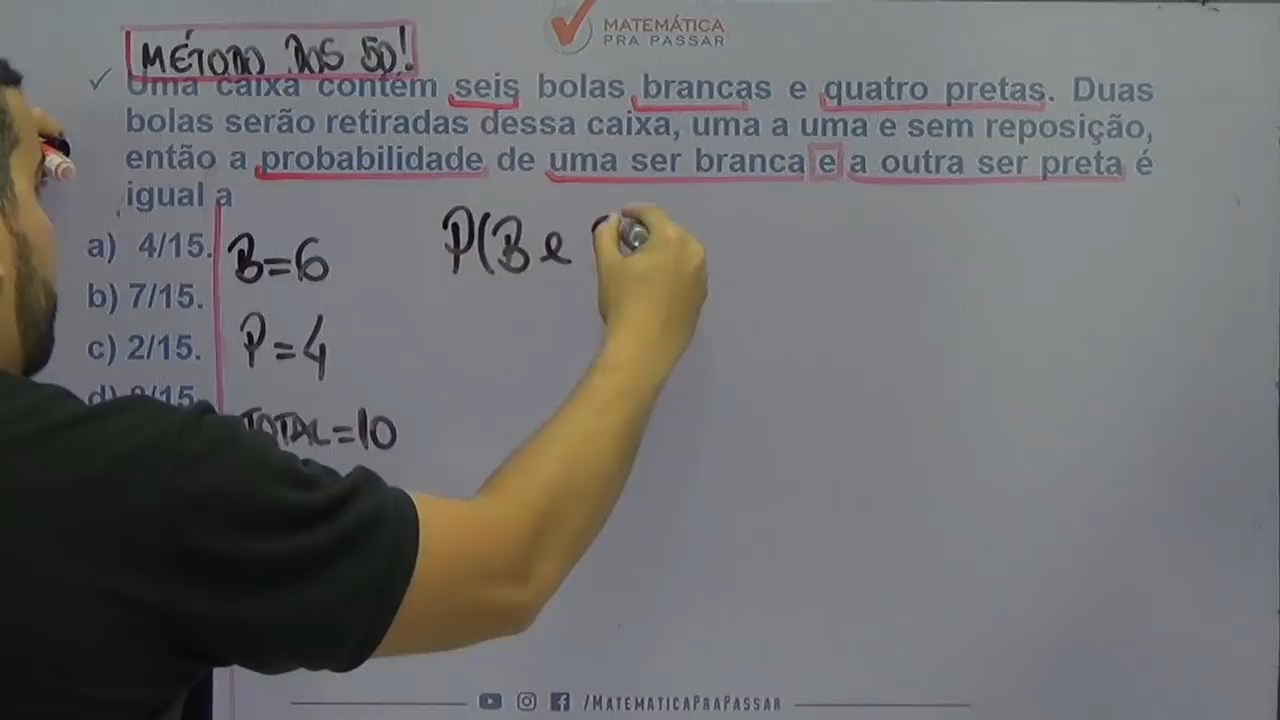 MATEMÁTICA
PRA PASSAR
MÉTODO DOS 50!
Uma caixa contém seis bolas brancas e quatro pretas. Duas
bolas serão retiradas dessa caixa, uma a uma e sem reposição,
então a probabilidade de uma ser branca e a outra ser preta é
igual a
a) 4/15.
b) 7/15.
c) 2/15.
B=6
P=4
TOTAL=10
P(B e
/MATEMATICAPRAPASSAR